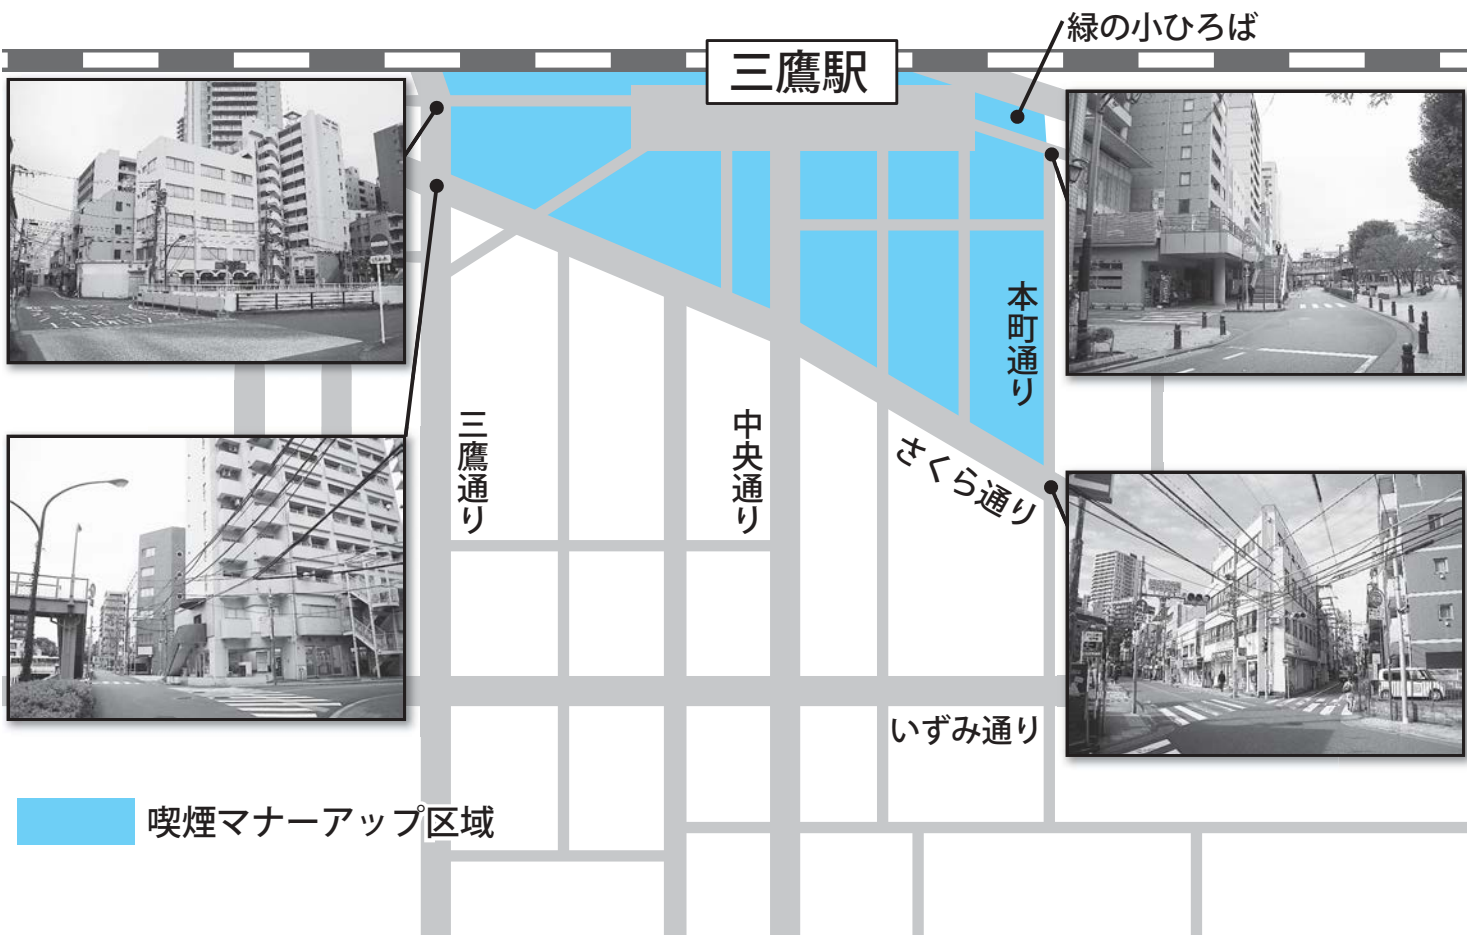 緑の小ひろば
三鷹駅
本町通り
三鷹通り
中央通り
さくら通り
いずみ通り
喫煙マナーアップ区域